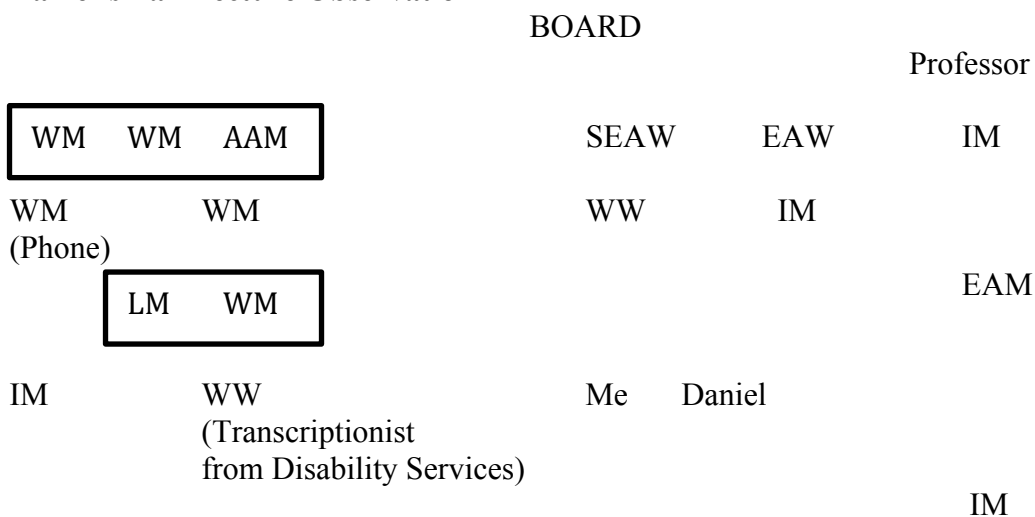 BOARD
Professor
WM WM AAM SEAW EAW IM
WM WM WW IM
(Phone)
LM WM EAM
IM WW Me Daniel
(Transcriptionist
from Disability Services)
IM